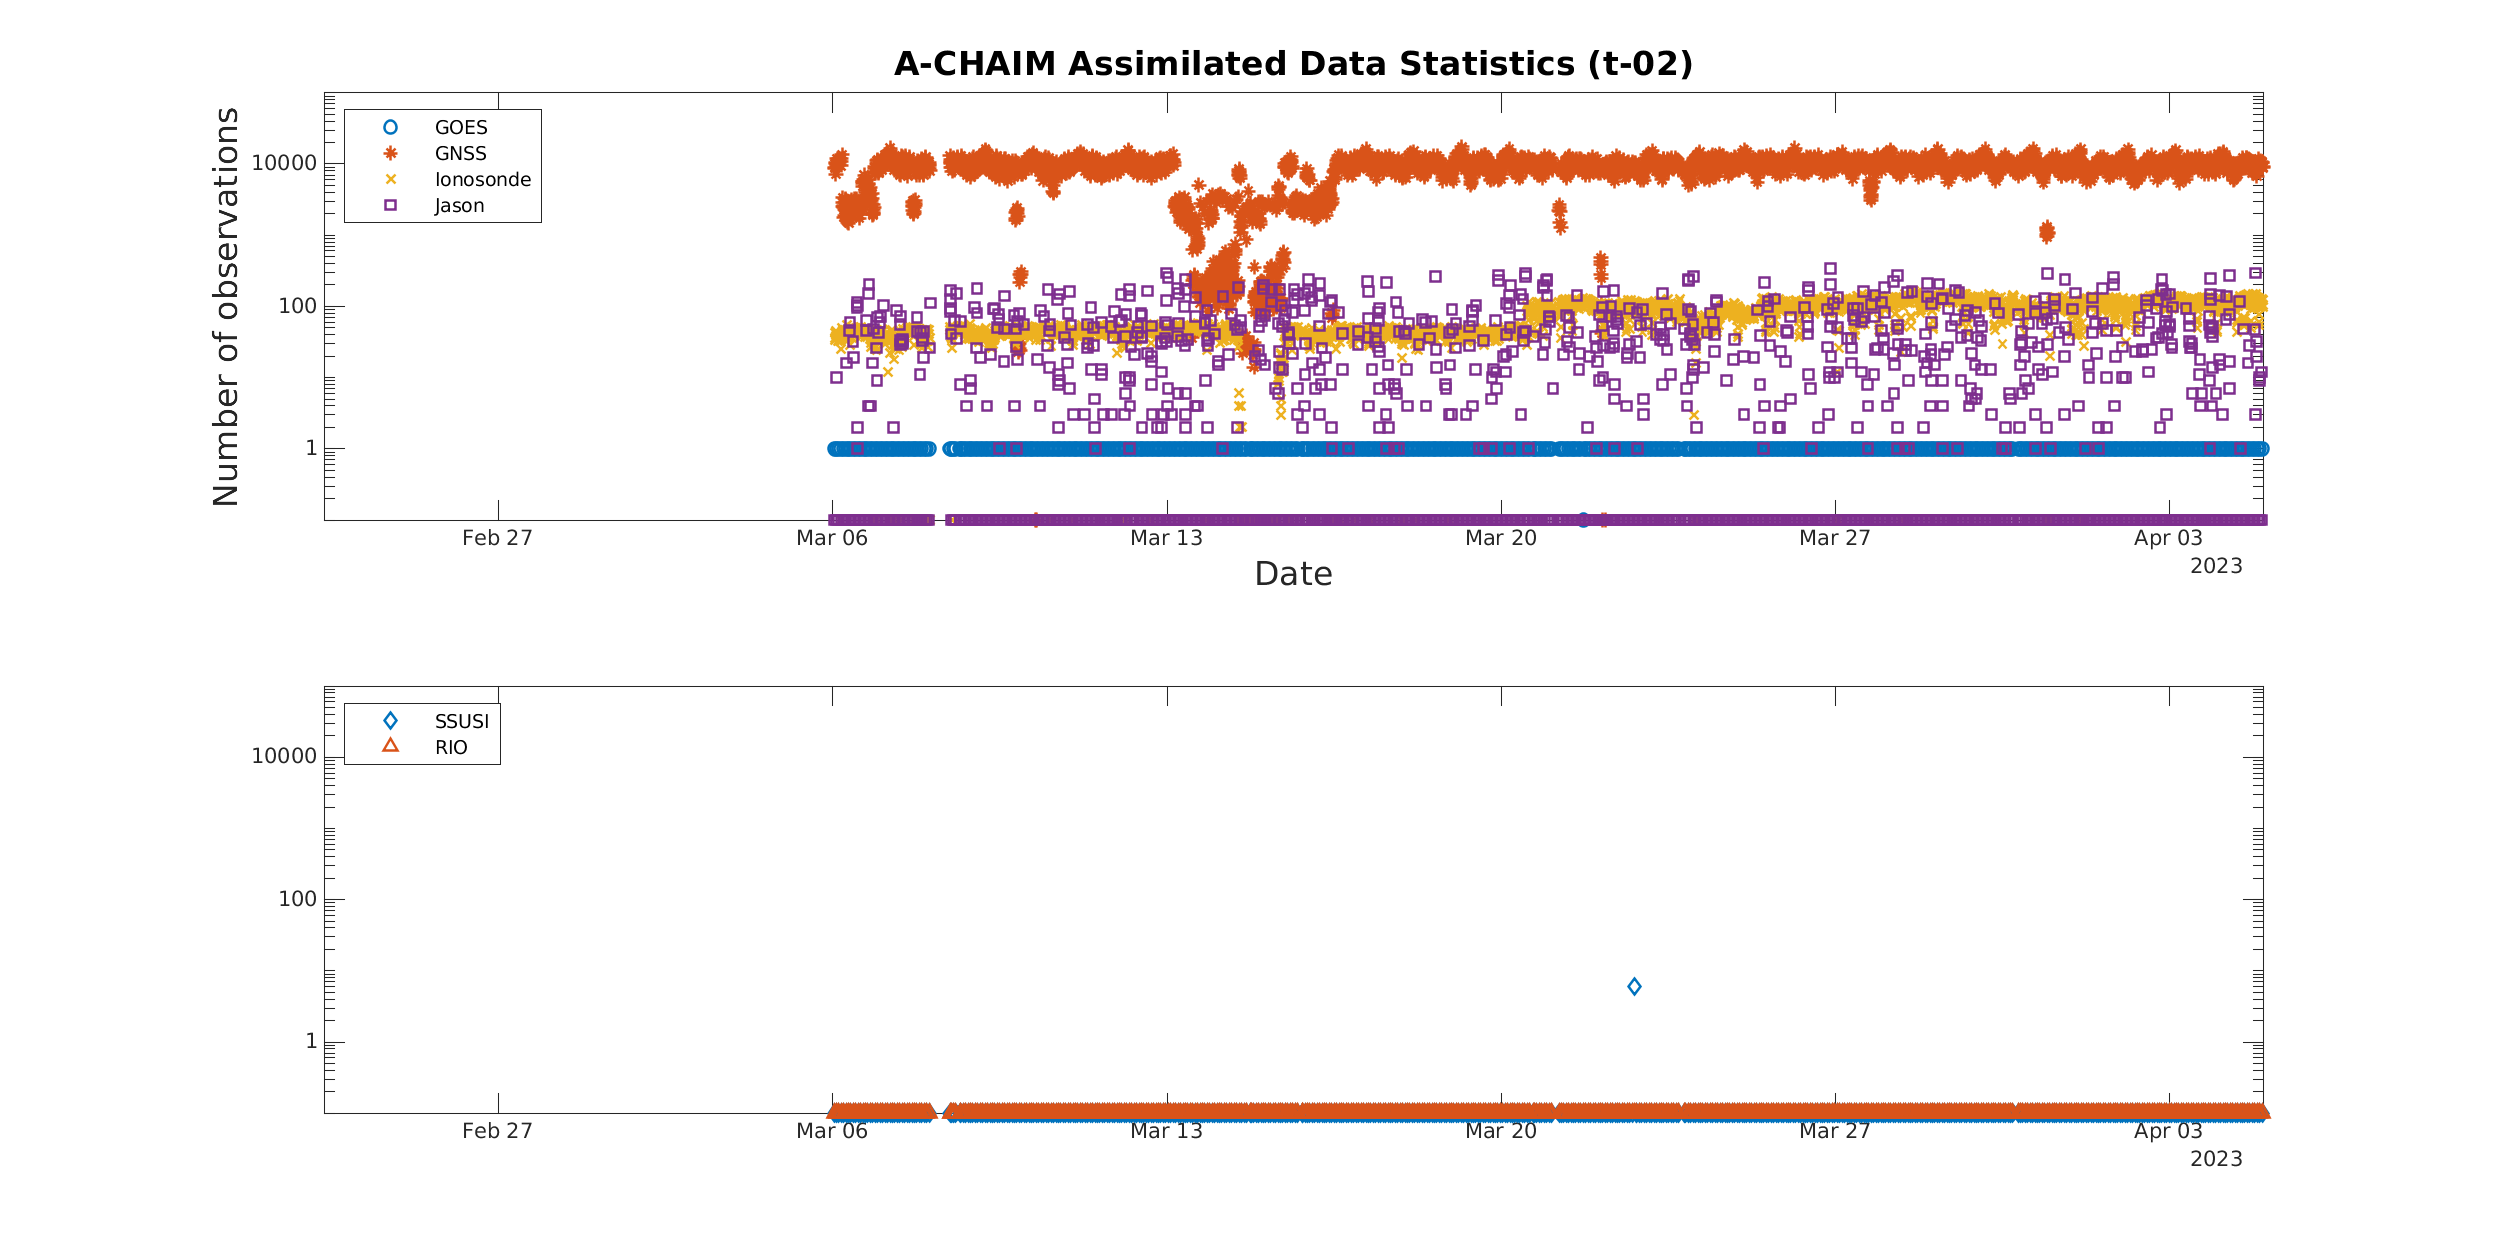 A-CHAIM Assimilated Data Statistics (t-02)
Number of observations
10000
100
1
GOES
GNSS
Ionosonde
Jason
Feb 27
Mar 06
Mar 13
Mar 20
Mar 27
Apr 03
2023
Date
10000
100
1
SSUSI
RIO
Feb 27
Mar 06
Mar 13
Mar 20
Mar 27
Apr 03
2023